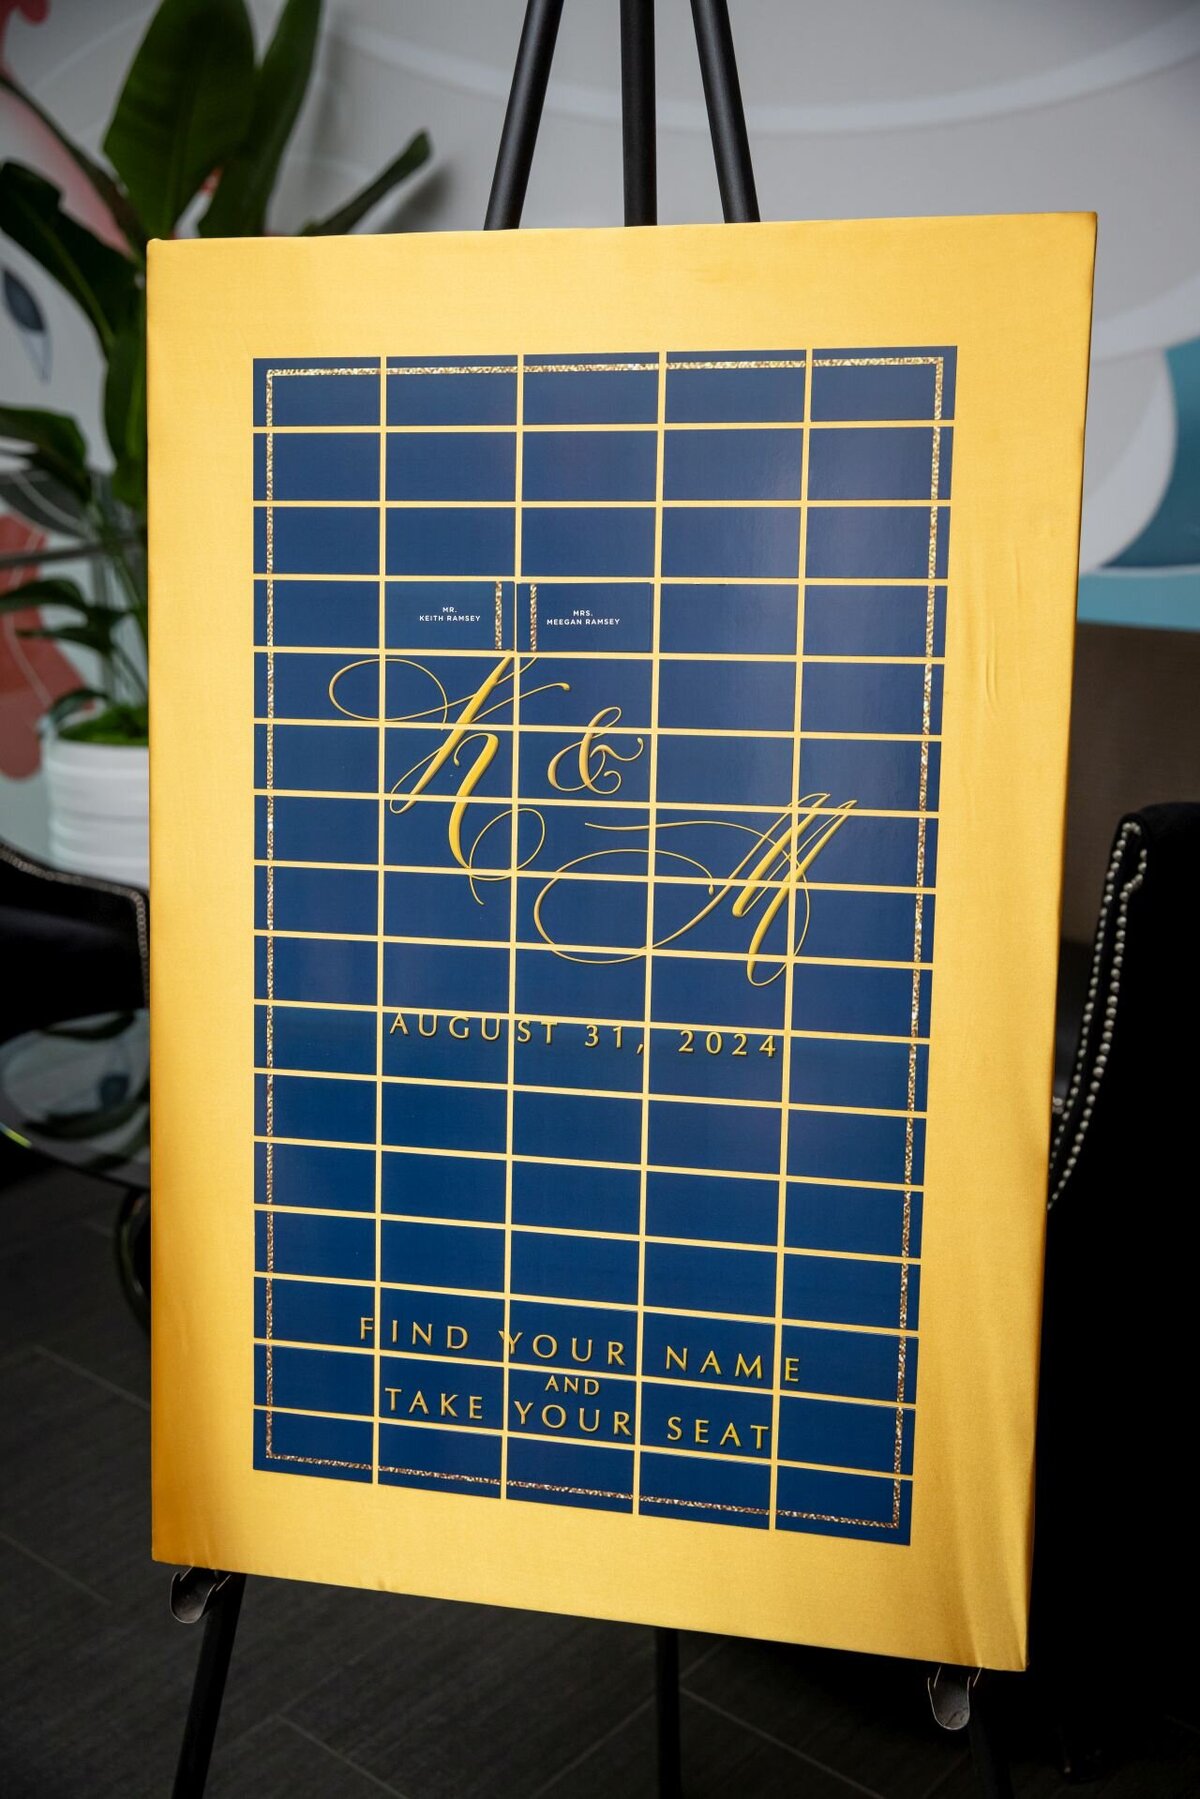 MR.
KEITH RAMSEY
MRS.
MEEGAN RAMSEY
K & M
AUGUST 31, 2024
FIND YOUR NAME
AND
TAKE YOUR SEAT